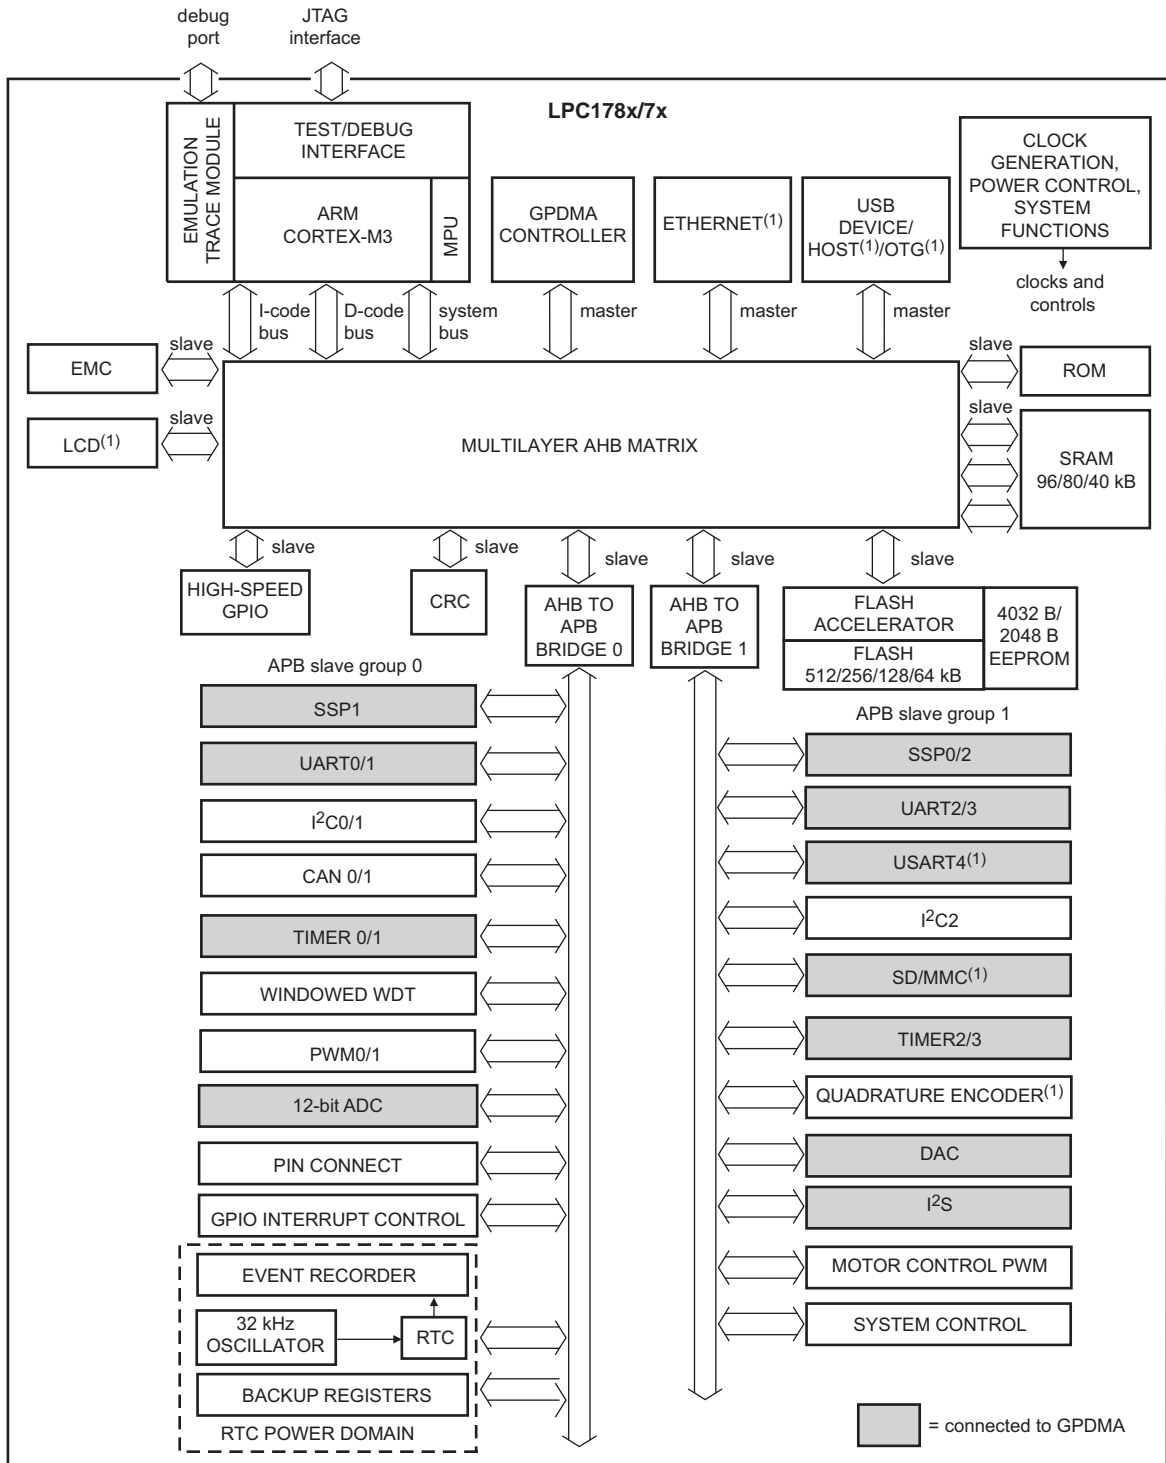 debug
port
JTAG
interface
LPC178x/7x
EMULATION
TRACE MODULE
TEST/DEBUG
INTERFACE
ARM
CORTEX-M3
MPU
GPDMA
CONTROLLER
ETHERNET(1)
USB
DEVICE/
HOST(1)/OTG(1)
CLOCK
GENERATION,
POWER CONTROL,
SYSTEM
FUNCTIONS
clocks and
controls
I-code
bus
D-code
bus
system
bus
master
master
master
EMC
slave
LCD(1)
slave
MULTILAYER AHB MATRIX
slave
ROM
slave
SRAM
96/80/40 kB
slave
HIGH-SPEED
GPIO
slave
CRC
slave
AHB TO
APB
BRIDGE 0
slave
AHB TO
APB
BRIDGE 1
slave
FLASH
ACCELERATOR
FLASH
512/256/128/64 kB
4032 B/
2048 B
EEPROM
APB slave group 0
SSP1
UART0/1
I2C0/1
CAN 0/1
TIMER 0/1
WINDOWED WDT
PWM0/1
12-bit ADC
PIN CONNECT
GPIO INTERRUPT CONTROL
EVENT RECORDER
32 kHz
OSCILLATOR
RTC
BACKUP REGISTERS
RTC POWER DOMAIN
APB slave group 1
SSP0/2
UART2/3
USART4(1)
I2C2
SD/MMC(1)
TIMER2/3
QUADRATURE ENCODER(1)
DAC
I2S
MOTOR CONTROL PWM
SYSTEM CONTROL
= connected to GPDMA